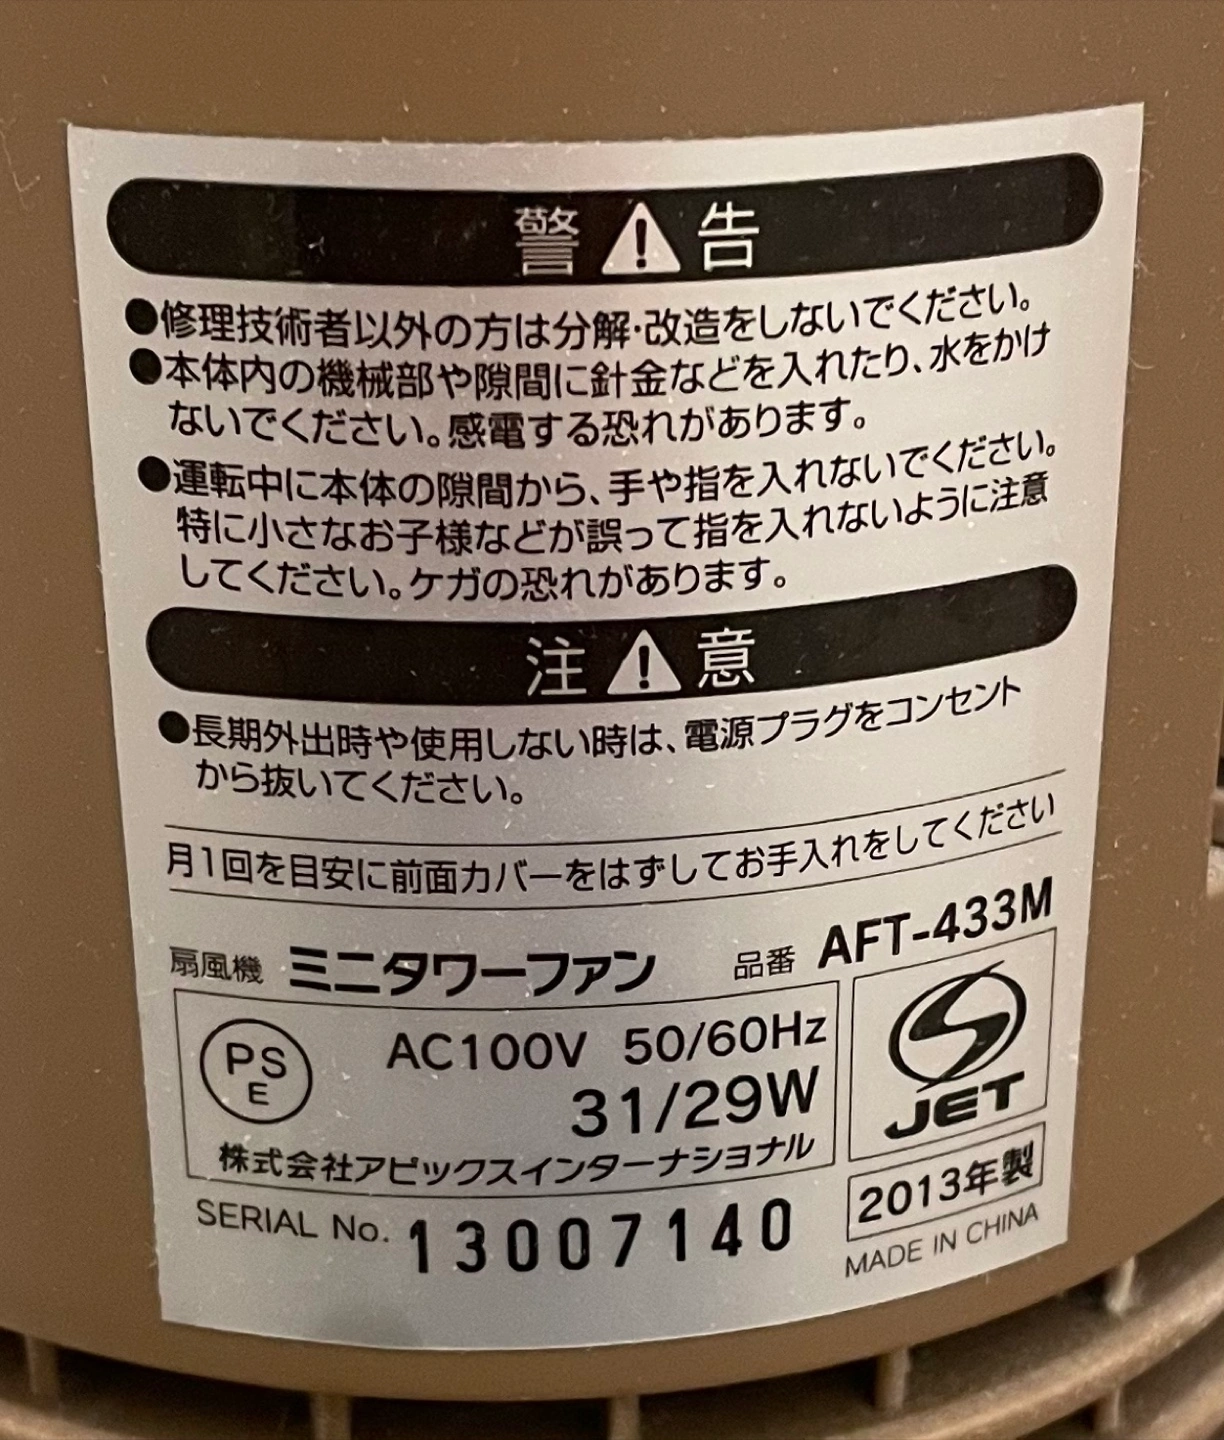 警⚠告
●修理技術者以外の方は分解・改造をしないでください。
●本体内の機械部や隙間に針金などを入れたり、水をかけ
ないでください。感電する恐れがあります。
●運転中に本体の隙間から、手や指を入れないでください。
特に小さなお子様などが誤って指を入れないように注意
してください。ケガの恐れがあります。
注⚠意
●長期外出時や使用しない時は、電源プラグをコンセント
から抜いてください。
月1回を目安に前面カバーをはずしてお手入れをしてください
扇風機 ミニタワーファン 品番 AFT-433M
PS
E
AC100V 50/60Hz
31/29W
株式会社アピックスインターナショナル
JET
2013年製
SERIAL No. 13007140
MADE IN CHINA